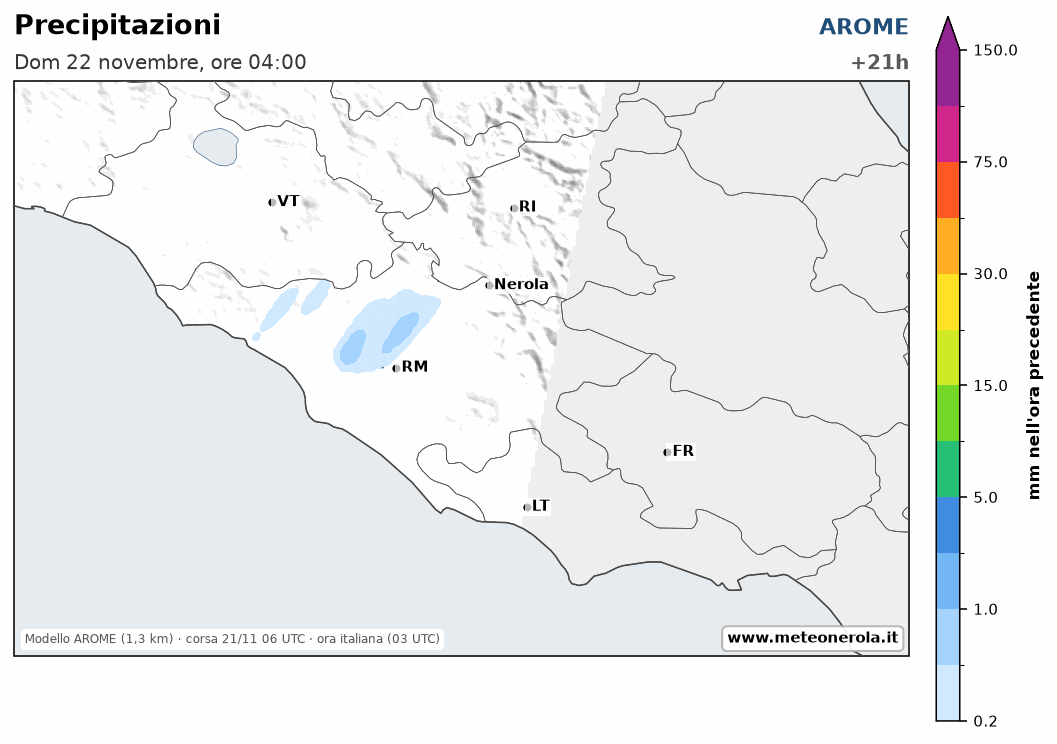 Precipitazioni
AROME
Dom 22 novembre, ore 04:00
+21h
VT
RI
Nerola
RM
FR
LT
Modello AROME (1,3 km) · corsa 21/11 06 UTC · ora italiana (03 UTC)
www.meteonerola.it
150.0
75.0
30.0
15.0
5.0
1.0
0.2
mm nell'ora precedente